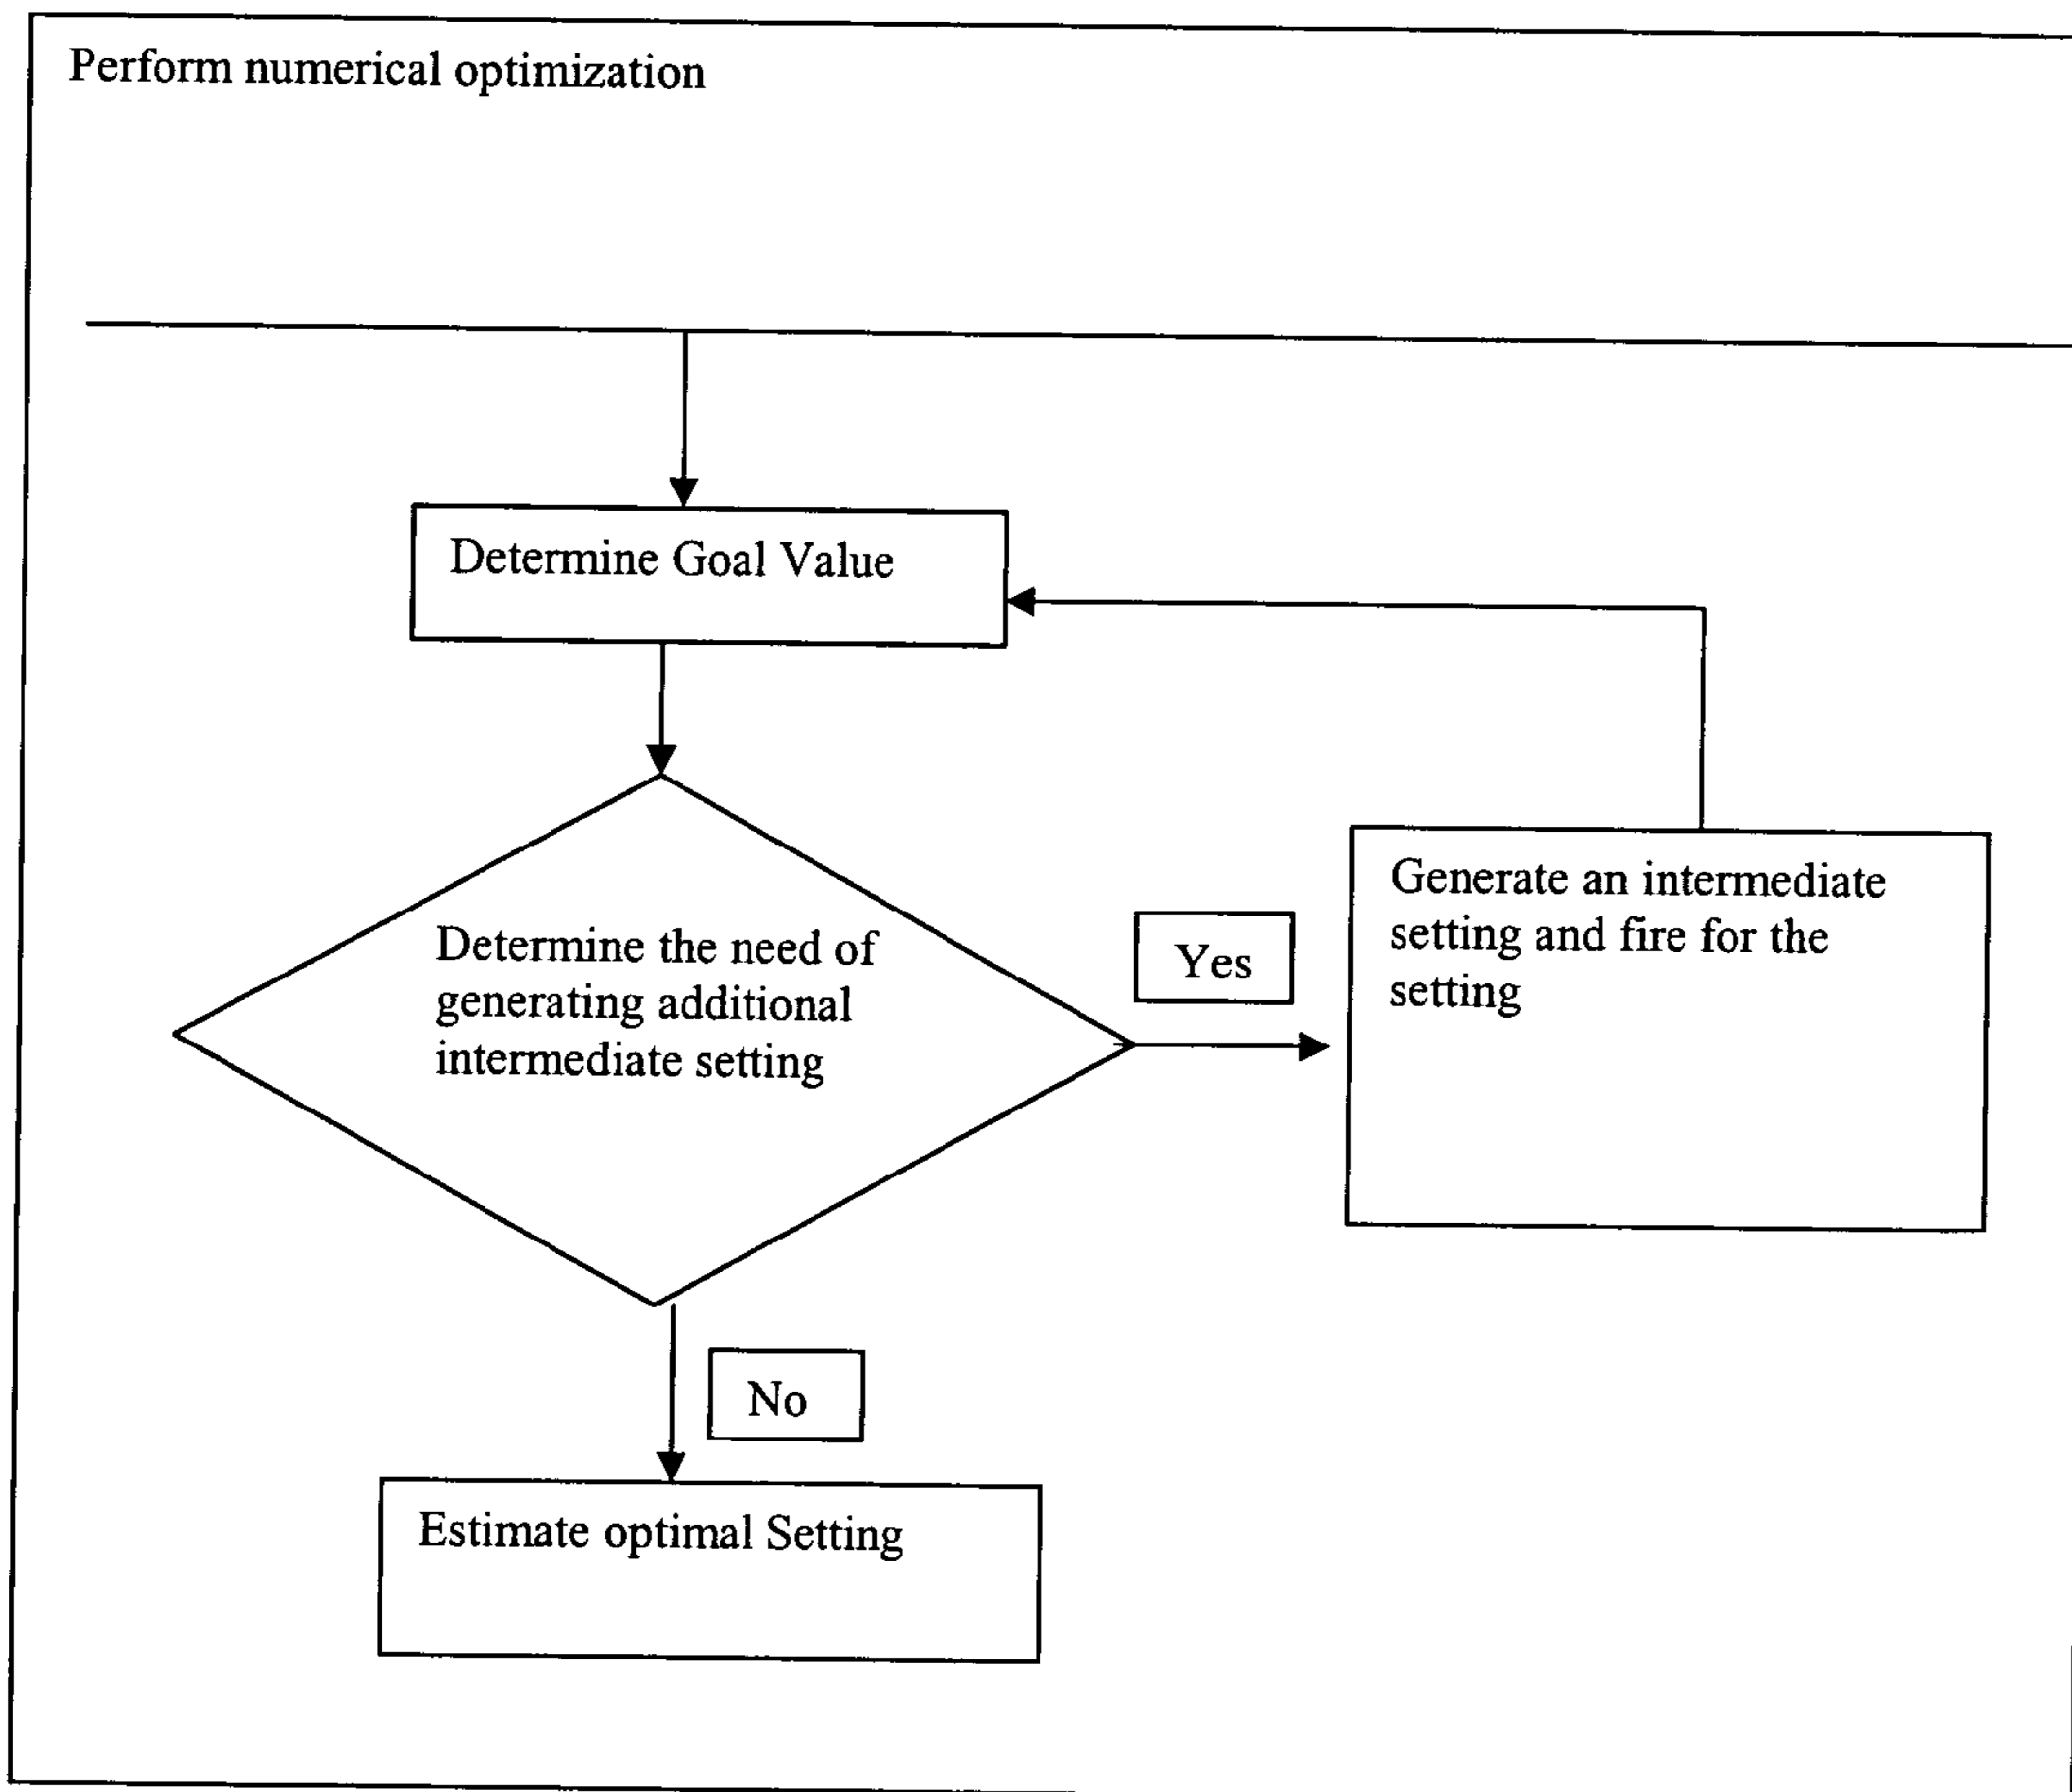 Perform numerical optimization
Determine Goal Value
Determine the need of
generating additional
intermediate setting
Yes
Generate an intermediate
setting and fire for the
setting
No
Estimate optimal Setting